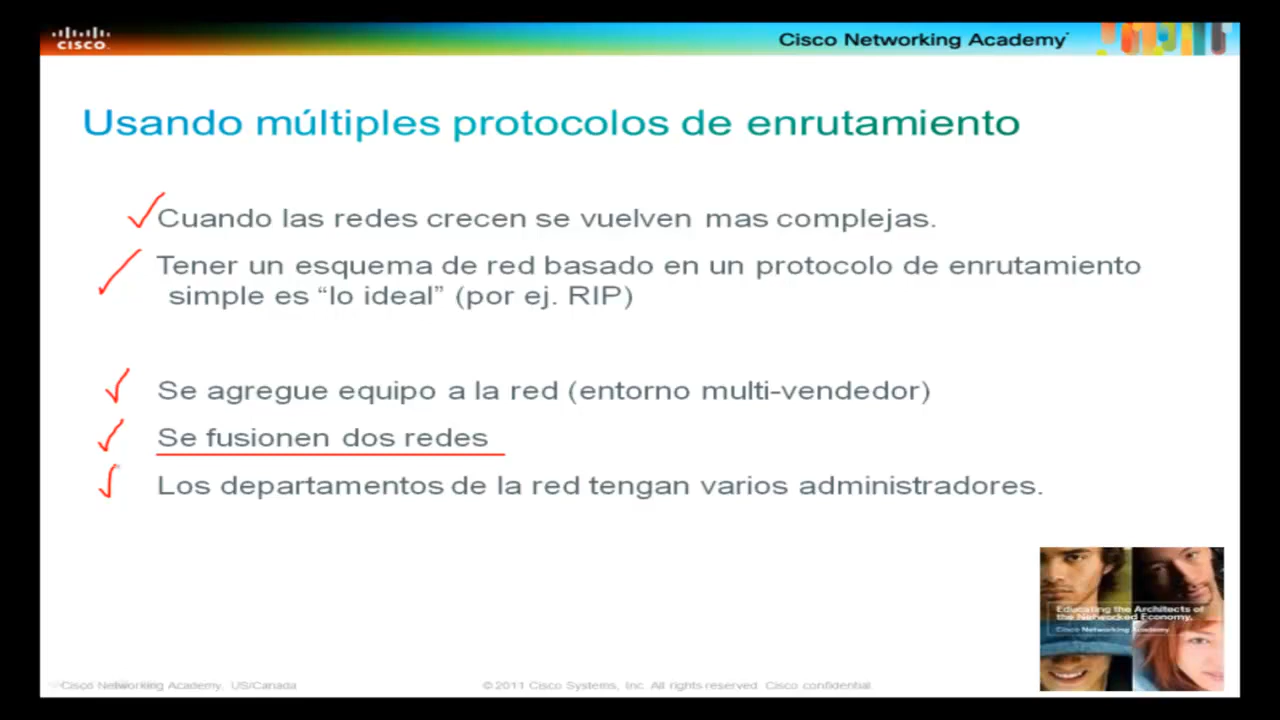 CISCO.
Cisco Networking Academy
Usando múltiples protocolos de enrutamiento
Cuando las redes crecen se vuelven mas complejas.
Tener un esquema de red basado en un protocolo de enrutamiento
simple es “lo ideal” (por ej. RIP)
Se agregue equipo a la red (entorno multi-vendedor)
Se fusionen dos redes
Los departamentos de la red tengan varios administradores.
Educating the Architects of
the Networked Economy.
Cisco Networking Academy
Cisco Networking Academy. US/Canada
©2011 Cisco Systems, Inc. All rights reserved. Cisco confidential